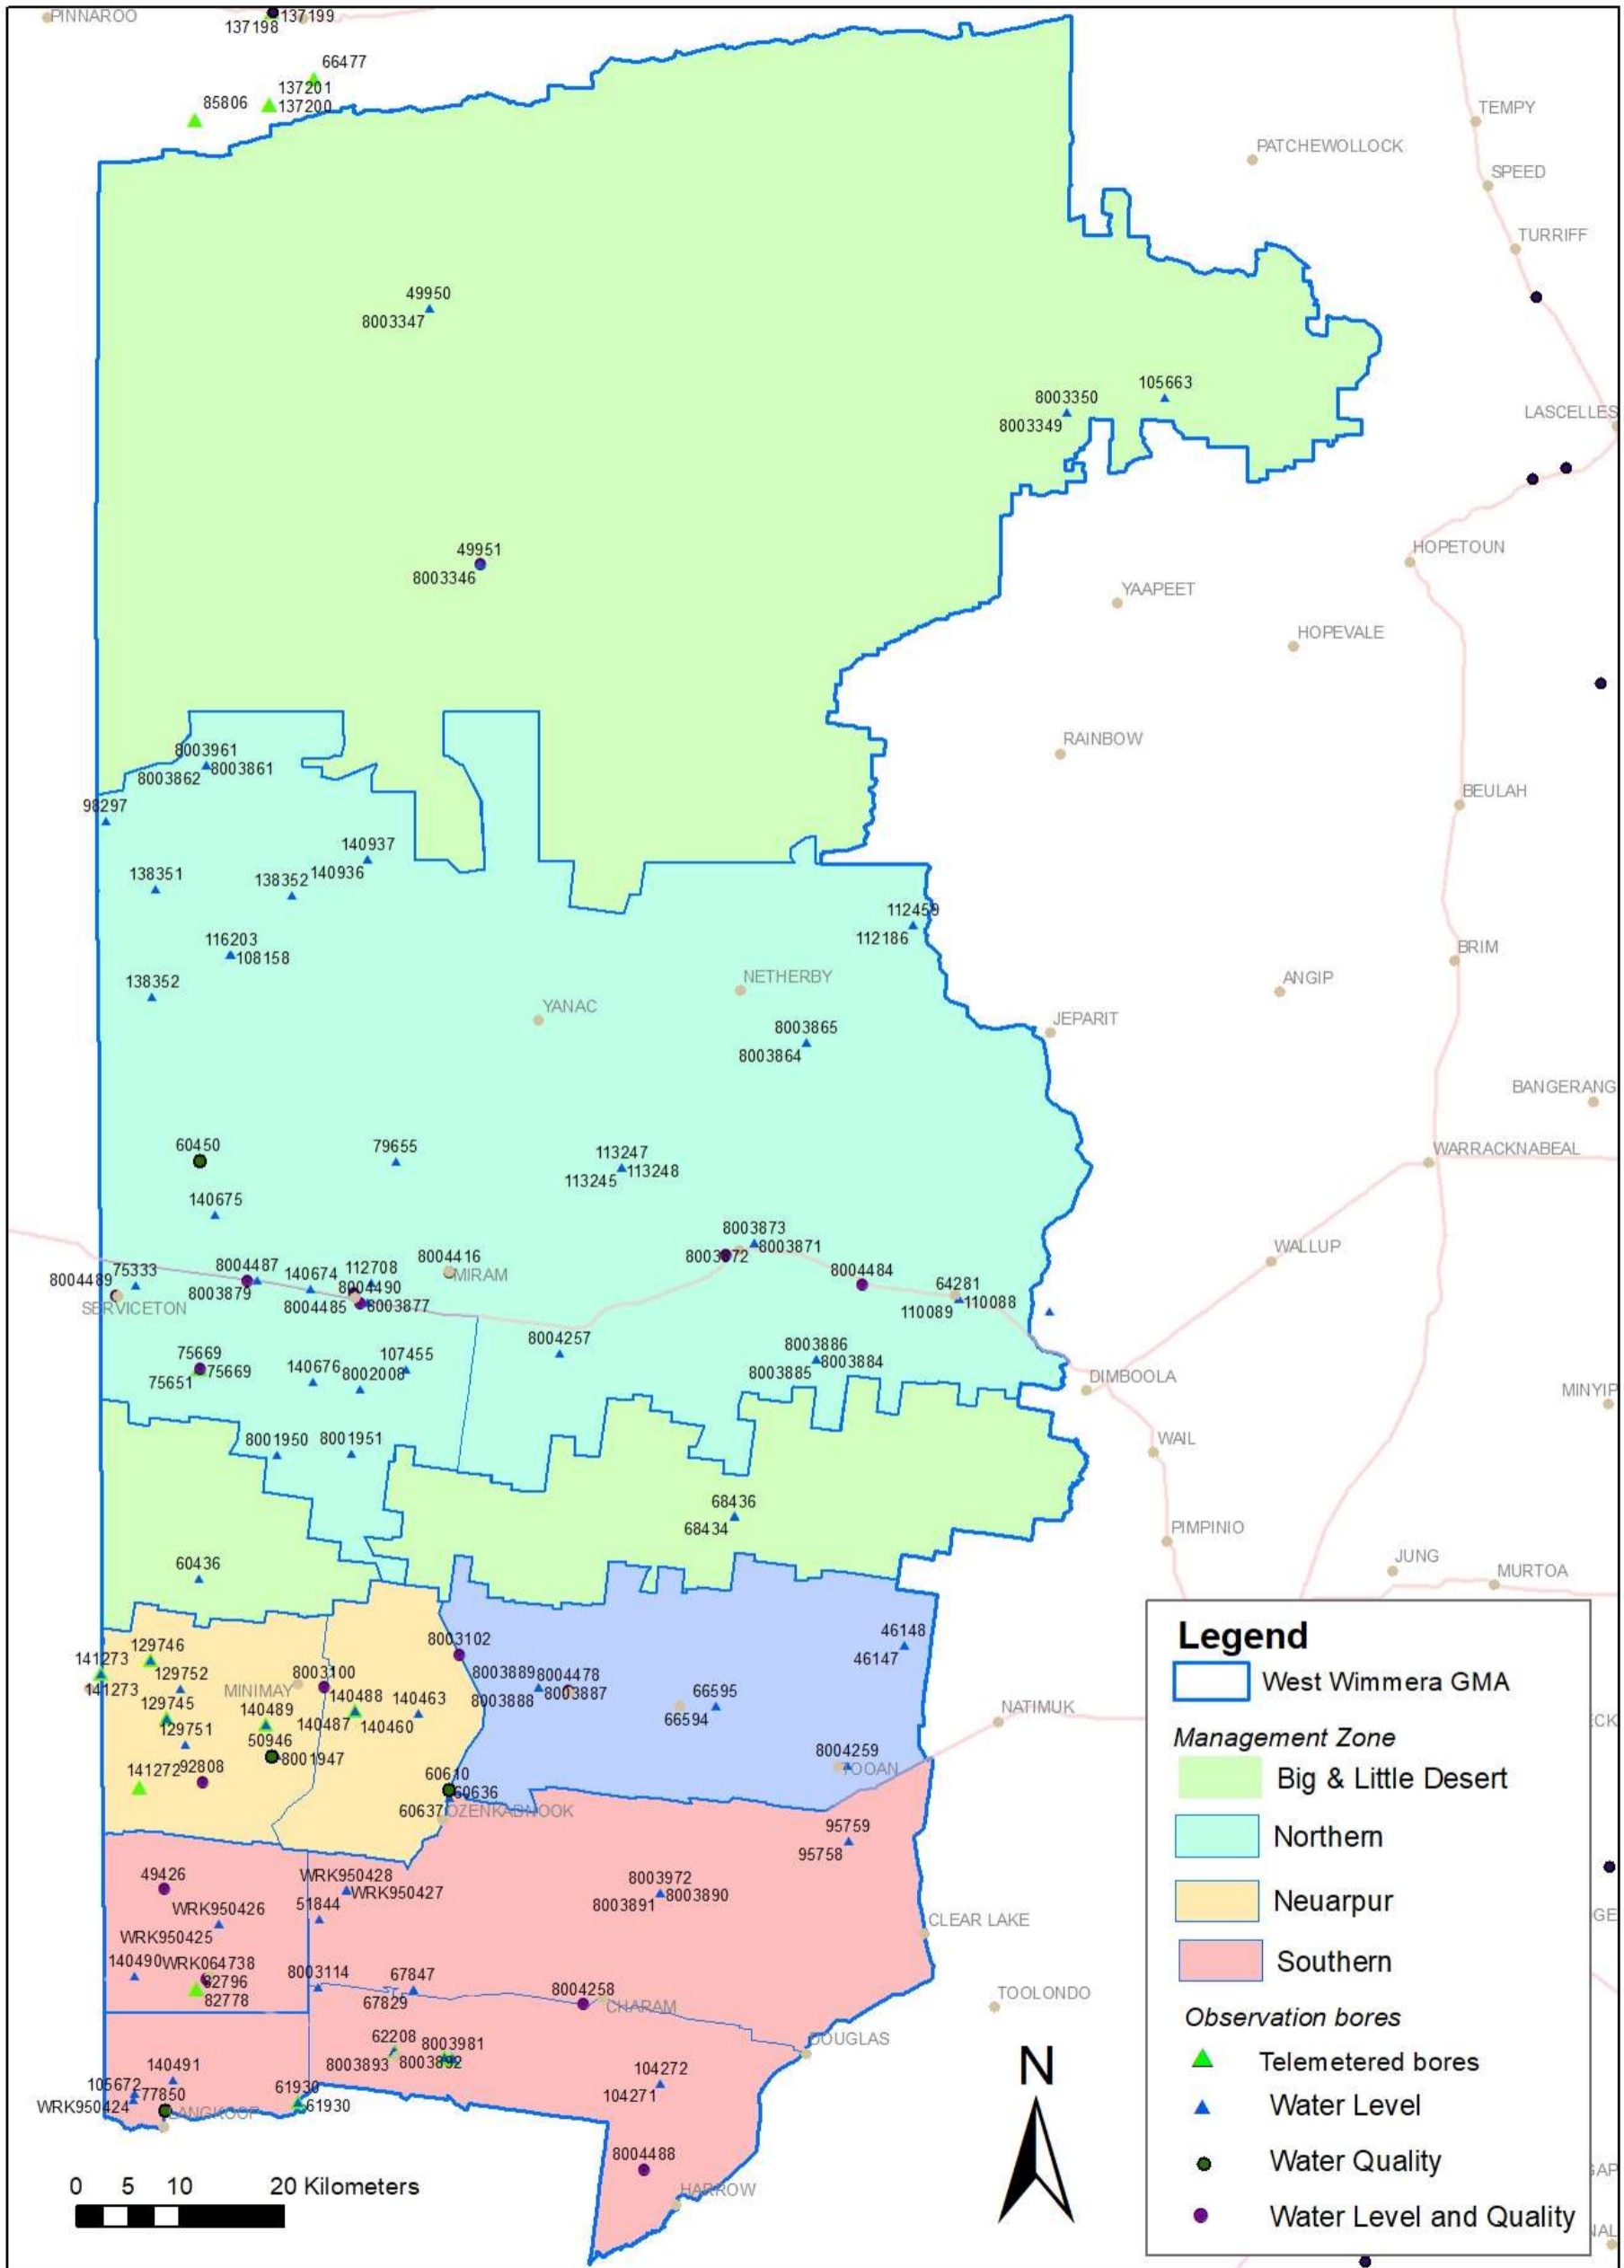 PINNAROO
137199
137198
66477
137201
137200
85806
TEMPY
PATCHEWOLLOCK
SPEED
TURRIFF
49950
8003347
105663
8003350
8003349
LASCELLES
49951
8003346
HOPETOUN
YAAPEET
HOPEVALE
RAINBOW
8003961
8003862
8003861
98297
BEULAH
140937
140936
138351
138352
112459
112186
116203
108158
BRIM
138352
NETHERBY
ANGIP
YANAC
JEPARIT
8003865
8003864
BANGERANG
60450
79655
113247
113248
113245
WARRACKNABEAL
140675
8003873
8003871
8003872
WALLUP
8004416
MIRAM
8004487
8003879
8004489
75333
SERVICETON
140674
112708
8004490
8004485
8003877
8004484
64281
110088
110089
8004257
8003886
8003884
8003885
75669
75669
75651
140676
107455
8002008
DIMBOOLA
MINYIP
8001950
8001951
WAIL
68436
68434
PIMPINIO
60436
JUNG
MURTOA
141273
129746
141273
129752
129745
129751
MINIMAY
8003100
8003102
8003889
8004478
8003888
8003887
46148
46147
140489
140488
140463
140487
140460
66595
66594
NATIMUK
50946
8001947
141272
92808
8004259
TOOAN
60610
60636
60637
OZENKADNOOK
95759
95758
49426
WRK950428
WRK950427
51844
8003972
8003890
8003891
WRK950426
WRK950425
CLEAR LAKE
140490
WRK064738
82796
82778
8003114
67847
67829
8004258
CHARAM
TOOLONDO
62208
8003981
8003893
8003892
DOUGLAS
140491
104272
104271
105672
77850
WRK950424
LANGKOOP
61930
61930
8004488
HARROW
0 5 10 20 Kilometers
N
Legend
West Wimmera GMA
Management Zone
Big & Little Desert
Northern
Neuarpur
Southern
Observation bores
Telemetered bores
Water Level
Water Quality
Water Level and Quality